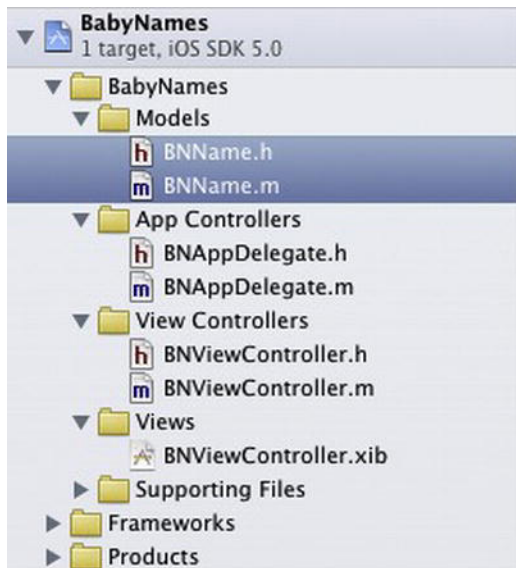 BabyNames
1 target, iOS SDK 5.0
BabyNames
Models
h BNName.h
m BNName.m
App Controllers
h BNAppDelegate.h
m BNAppDelegate.m
View Controllers
h BNViewController.h
m BNViewController.m
Views
BNViewController.xib
Supporting Files
Frameworks
Products